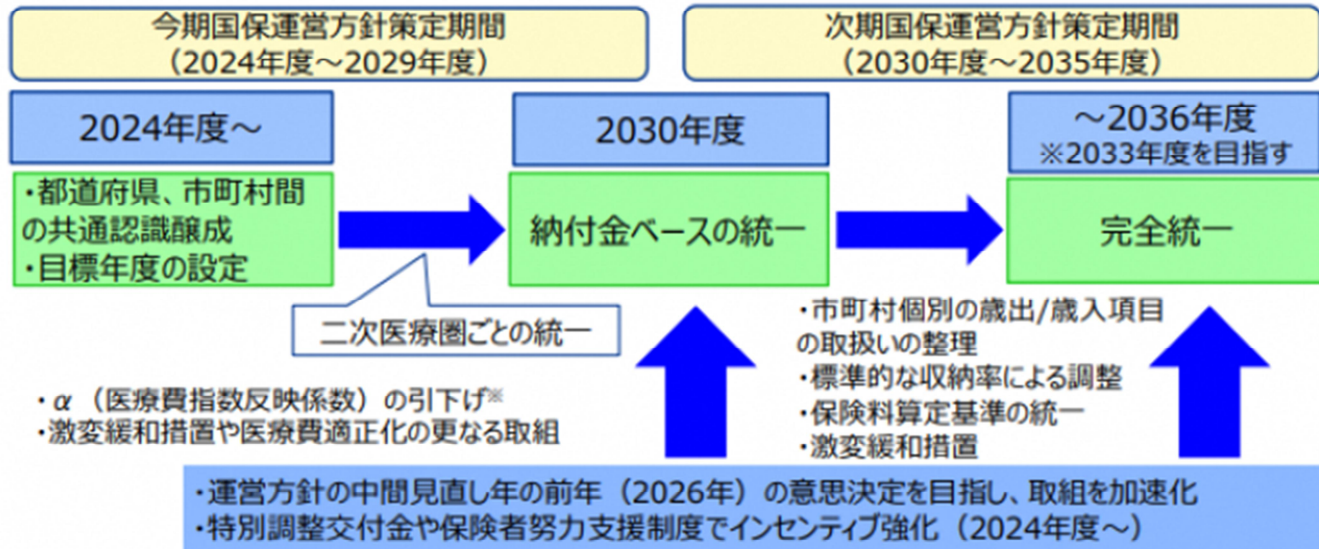 今期国保運営方針策定期間
（2024年度～2029年度）
次期国保運営方針策定期間
（2030年度～2035年度）
2024年度～
2030年度
～2036年度
※2033年度を目指す
・都道府県、市町村間
の共通認識醸成
・目標年度の設定
納付金ベースの統一
完全統一
二次医療圏ごとの統一
・α（医療費指数反映係数）の引下げ※
・激変緩和措置や医療費適正化の更なる取組
・市町村個別の歳出/歳入項目
の取扱いの整理
・標準的な収納率による調整
・保険料算定基準の統一
・激変緩和措置
・運営方針の中間見直し年の前年（2026年）の意思決定を目指し、取組を加速化
・特別調整交付金や保険者努力支援制度でインセンティブ強化（2024年度～）